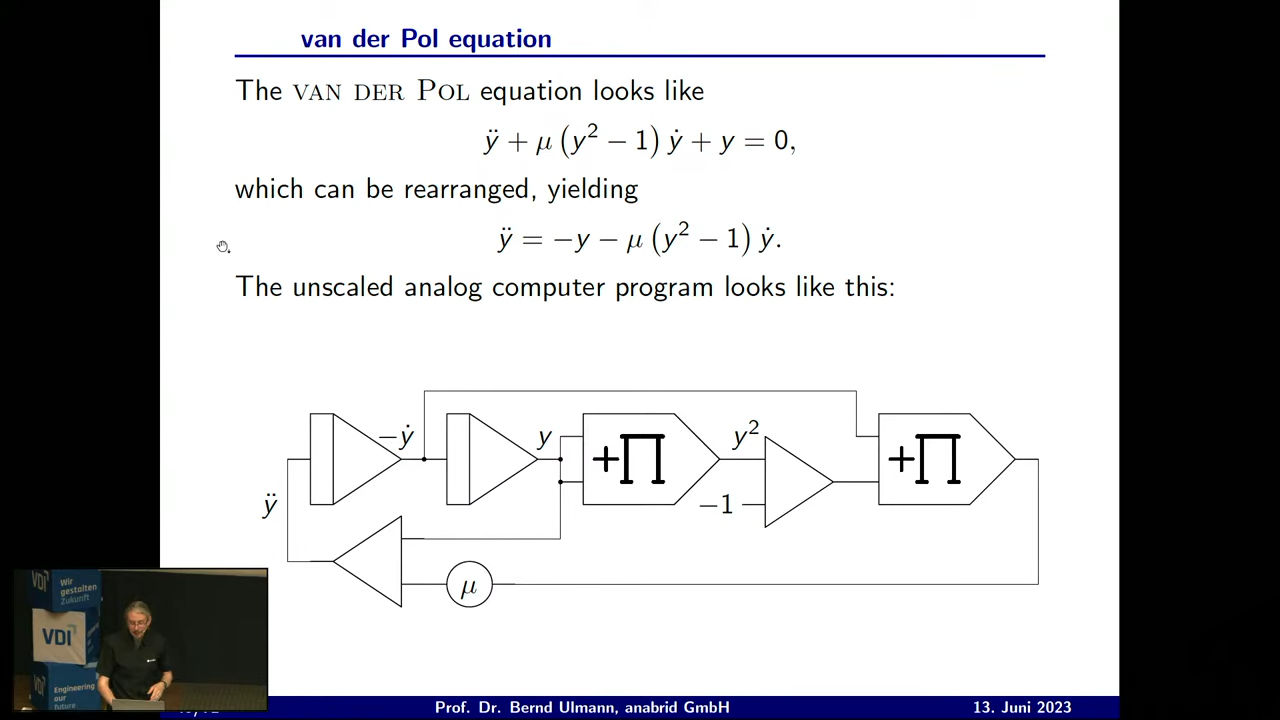 van der Pol equation
The VAN DER POL equation looks like
ÿ + μ (y² − 1) ẏ + y = 0,
which can be rearranged, yielding
ÿ = −y − μ (y² − 1) ẏ.
The unscaled analog computer program looks like this:
−ẏ
y
+∏
y²
+∏
−1
ÿ
μ
VDI
Wir
gestalten
Zukunft
VDI
VDI
Engineering
our
future
Prof. Dr. Bernd Ulmann, anabrid GmbH
13. Juni 2023